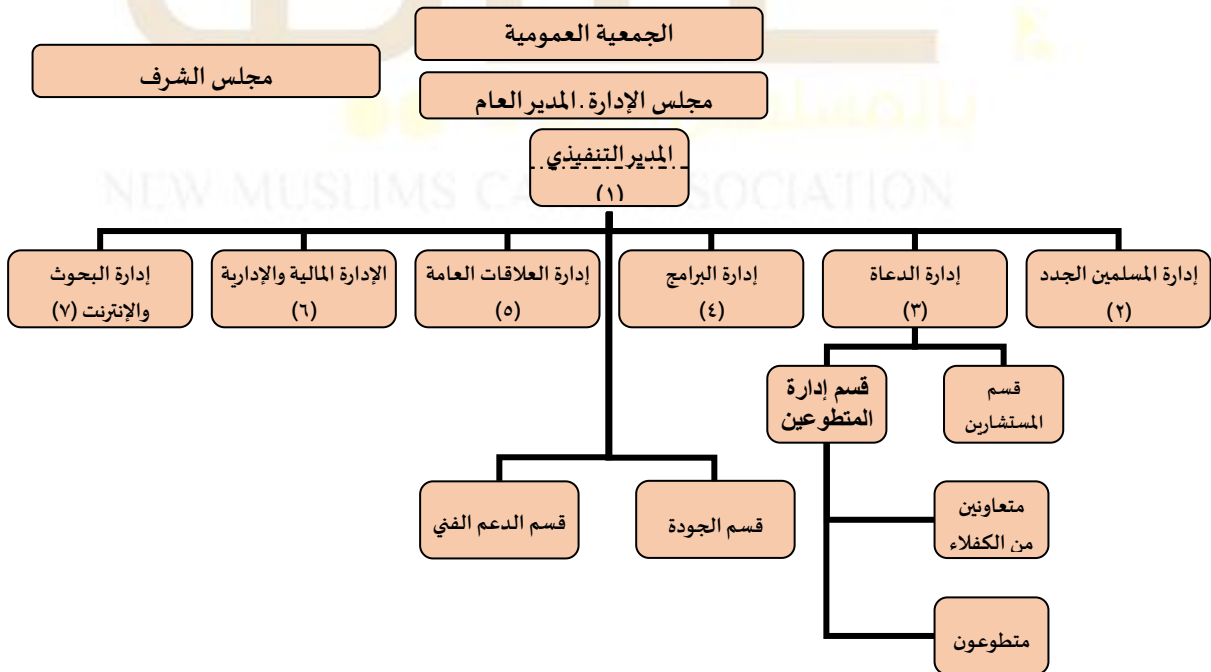 الجمعية العمومية
مجلس الشرف
مجلس الإدارة. المدير العام
بالمسلمين
المدير التنفيذي
(١)
NEW MUSLIMS CARE ASSOCIATION
إدارة المسلمين الجدد
(٢)
إدارة الدعاة
(٣)
إدارة البرامج
(٤)
إدارة العلاقات العامة
(٥)
الإدارة المالية والإدارية
(٦)
إدارة البحوث
والإنترنت (٧)
قسم
المستشارين
قسم إدارة
المتطوعين
قسم الجودة
قسم الدعم الفني
متعاونين
من الكفلاء
متطوعون